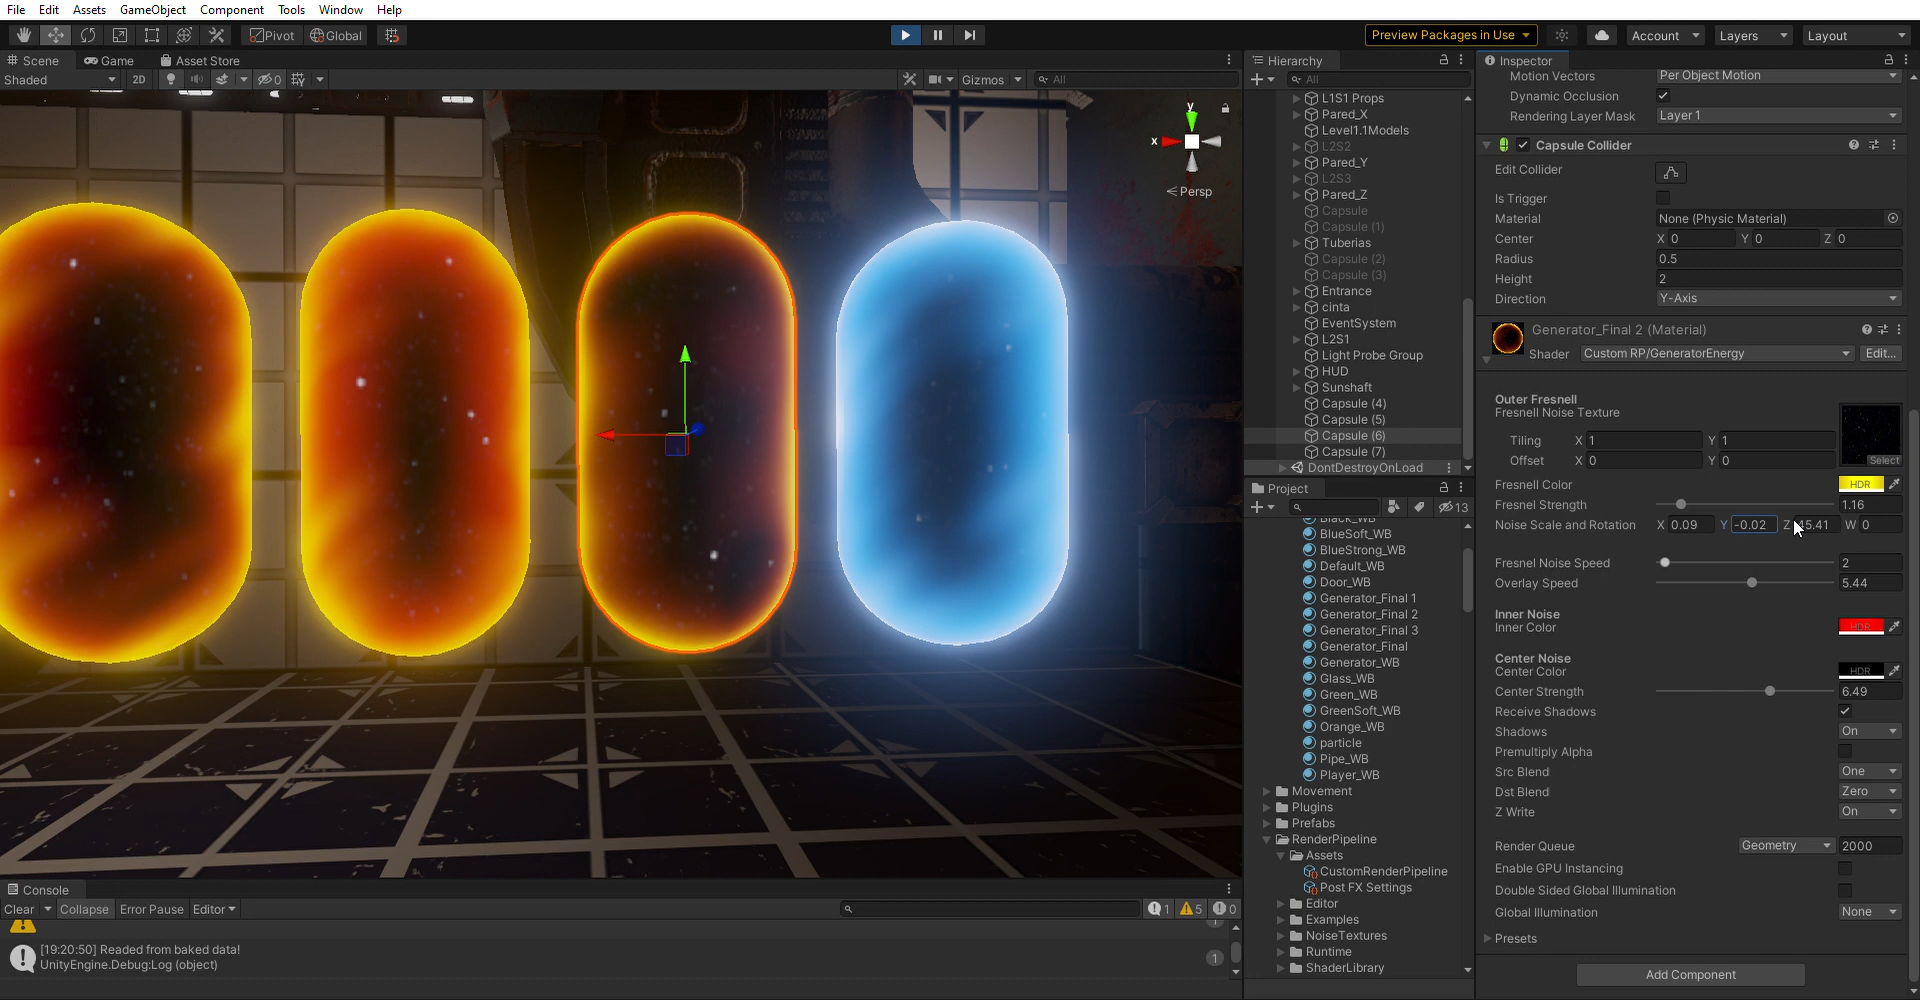 File Edit Assets GameObject Component Tools Window Help
Pivot Global
Preview Packages in Use Account Layers Layout
Scene Game Asset Store
Shaded 2D 0 Gizmos All
y
x
Persp
Console
Clear Collapse Error Pause Editor 1 5 0
1
[19:20:50] Readed from baked data!
UnityEngine.Debug:Log (object)
1
Hierarchy
All
L1S1 Props
Pared_X
Level1.1Models
L2S2
Pared_Y
L2S3
Pared_Z
Capsule
Capsule (1)
Tuberias
Capsule (2)
Capsule (3)
Entrance
cinta
EventSystem
L2S1
Light Probe Group
HUD
Sunshaft
Capsule (4)
Capsule (5)
Capsule (6)
Capsule (7)
DontDestroyOnLoad
Project
13
Black_WB
BlueSoft_WB
BlueStrong_WB
Default_WB
Door_WB
Generator_Final 1
Generator_Final 2
Generator_Final 3
Generator_Final
Generator_WB
Glass_WB
Green_WB
GreenSoft_WB
Orange_WB
particle
Pipe_WB
Player_WB
Movement
Plugins
Prefabs
RenderPipeline
Assets
CustomRenderPipeline
Post FX Settings
Editor
Examples
NoiseTextures
Runtime
ShaderLibrary
Inspector
Motion Vectors Per Object Motion
Dynamic Occlusion
Rendering Layer Mask Layer 1
Capsule Collider
Edit Collider
Is Trigger
Material None (Physic Material)
Center X 0 Y 0 Z 0
Radius 0.5
Height 2
Direction Y-Axis
Generator_Final 2 (Material)
Shader Custom RP/GeneratorEnergy Edit...
Outer Fresnell
Fresnell Noise Texture
Tiling X 1 Y 1
Offset X 0 Y 0 Select
Fresnell Color HDR
Fresnel Strength 1.16
Noise Scale and Rotation X 0.09 Y -0.02 Z 45.41 W 0
Fresnel Noise Speed 2
Overlay Speed 5.44
Inner Noise
Inner Color HDR
Center Noise
Center Color HDR
Center Strength 6.49
Receive Shadows
Shadows On
Premultiply Alpha
Src Blend One
Dst Blend Zero
Z Write On
Render Queue Geometry 2000
Enable GPU Instancing
Double Sided Global Illumination
Global Illumination None
Presets
Add Component